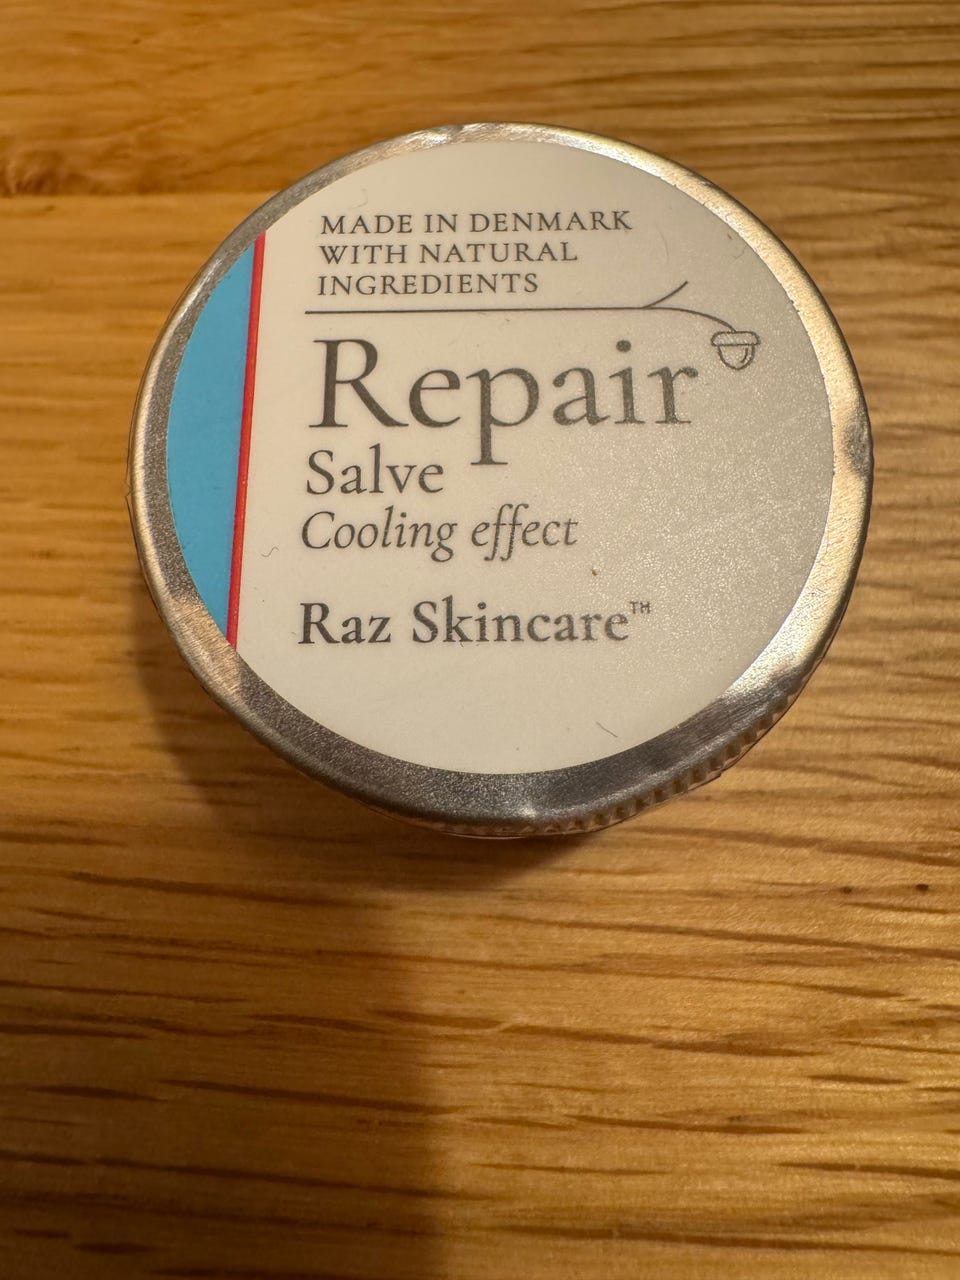 MADE IN DENMARK
WITH NATURAL
INGREDIENTS
Repair
Salve
Cooling effect
Raz Skincare™